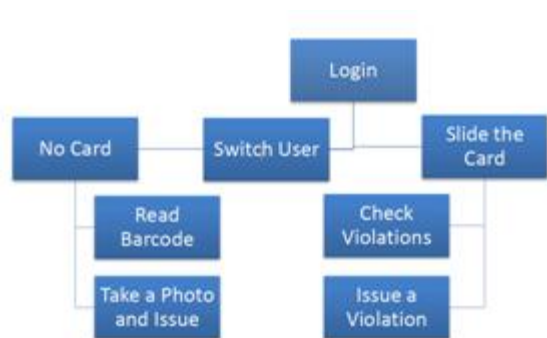 Login
No Card
Switch User
Slide the
Card
Read
Barcode
Check
Violations
Take a Photo
and Issue
Issue a
Violation